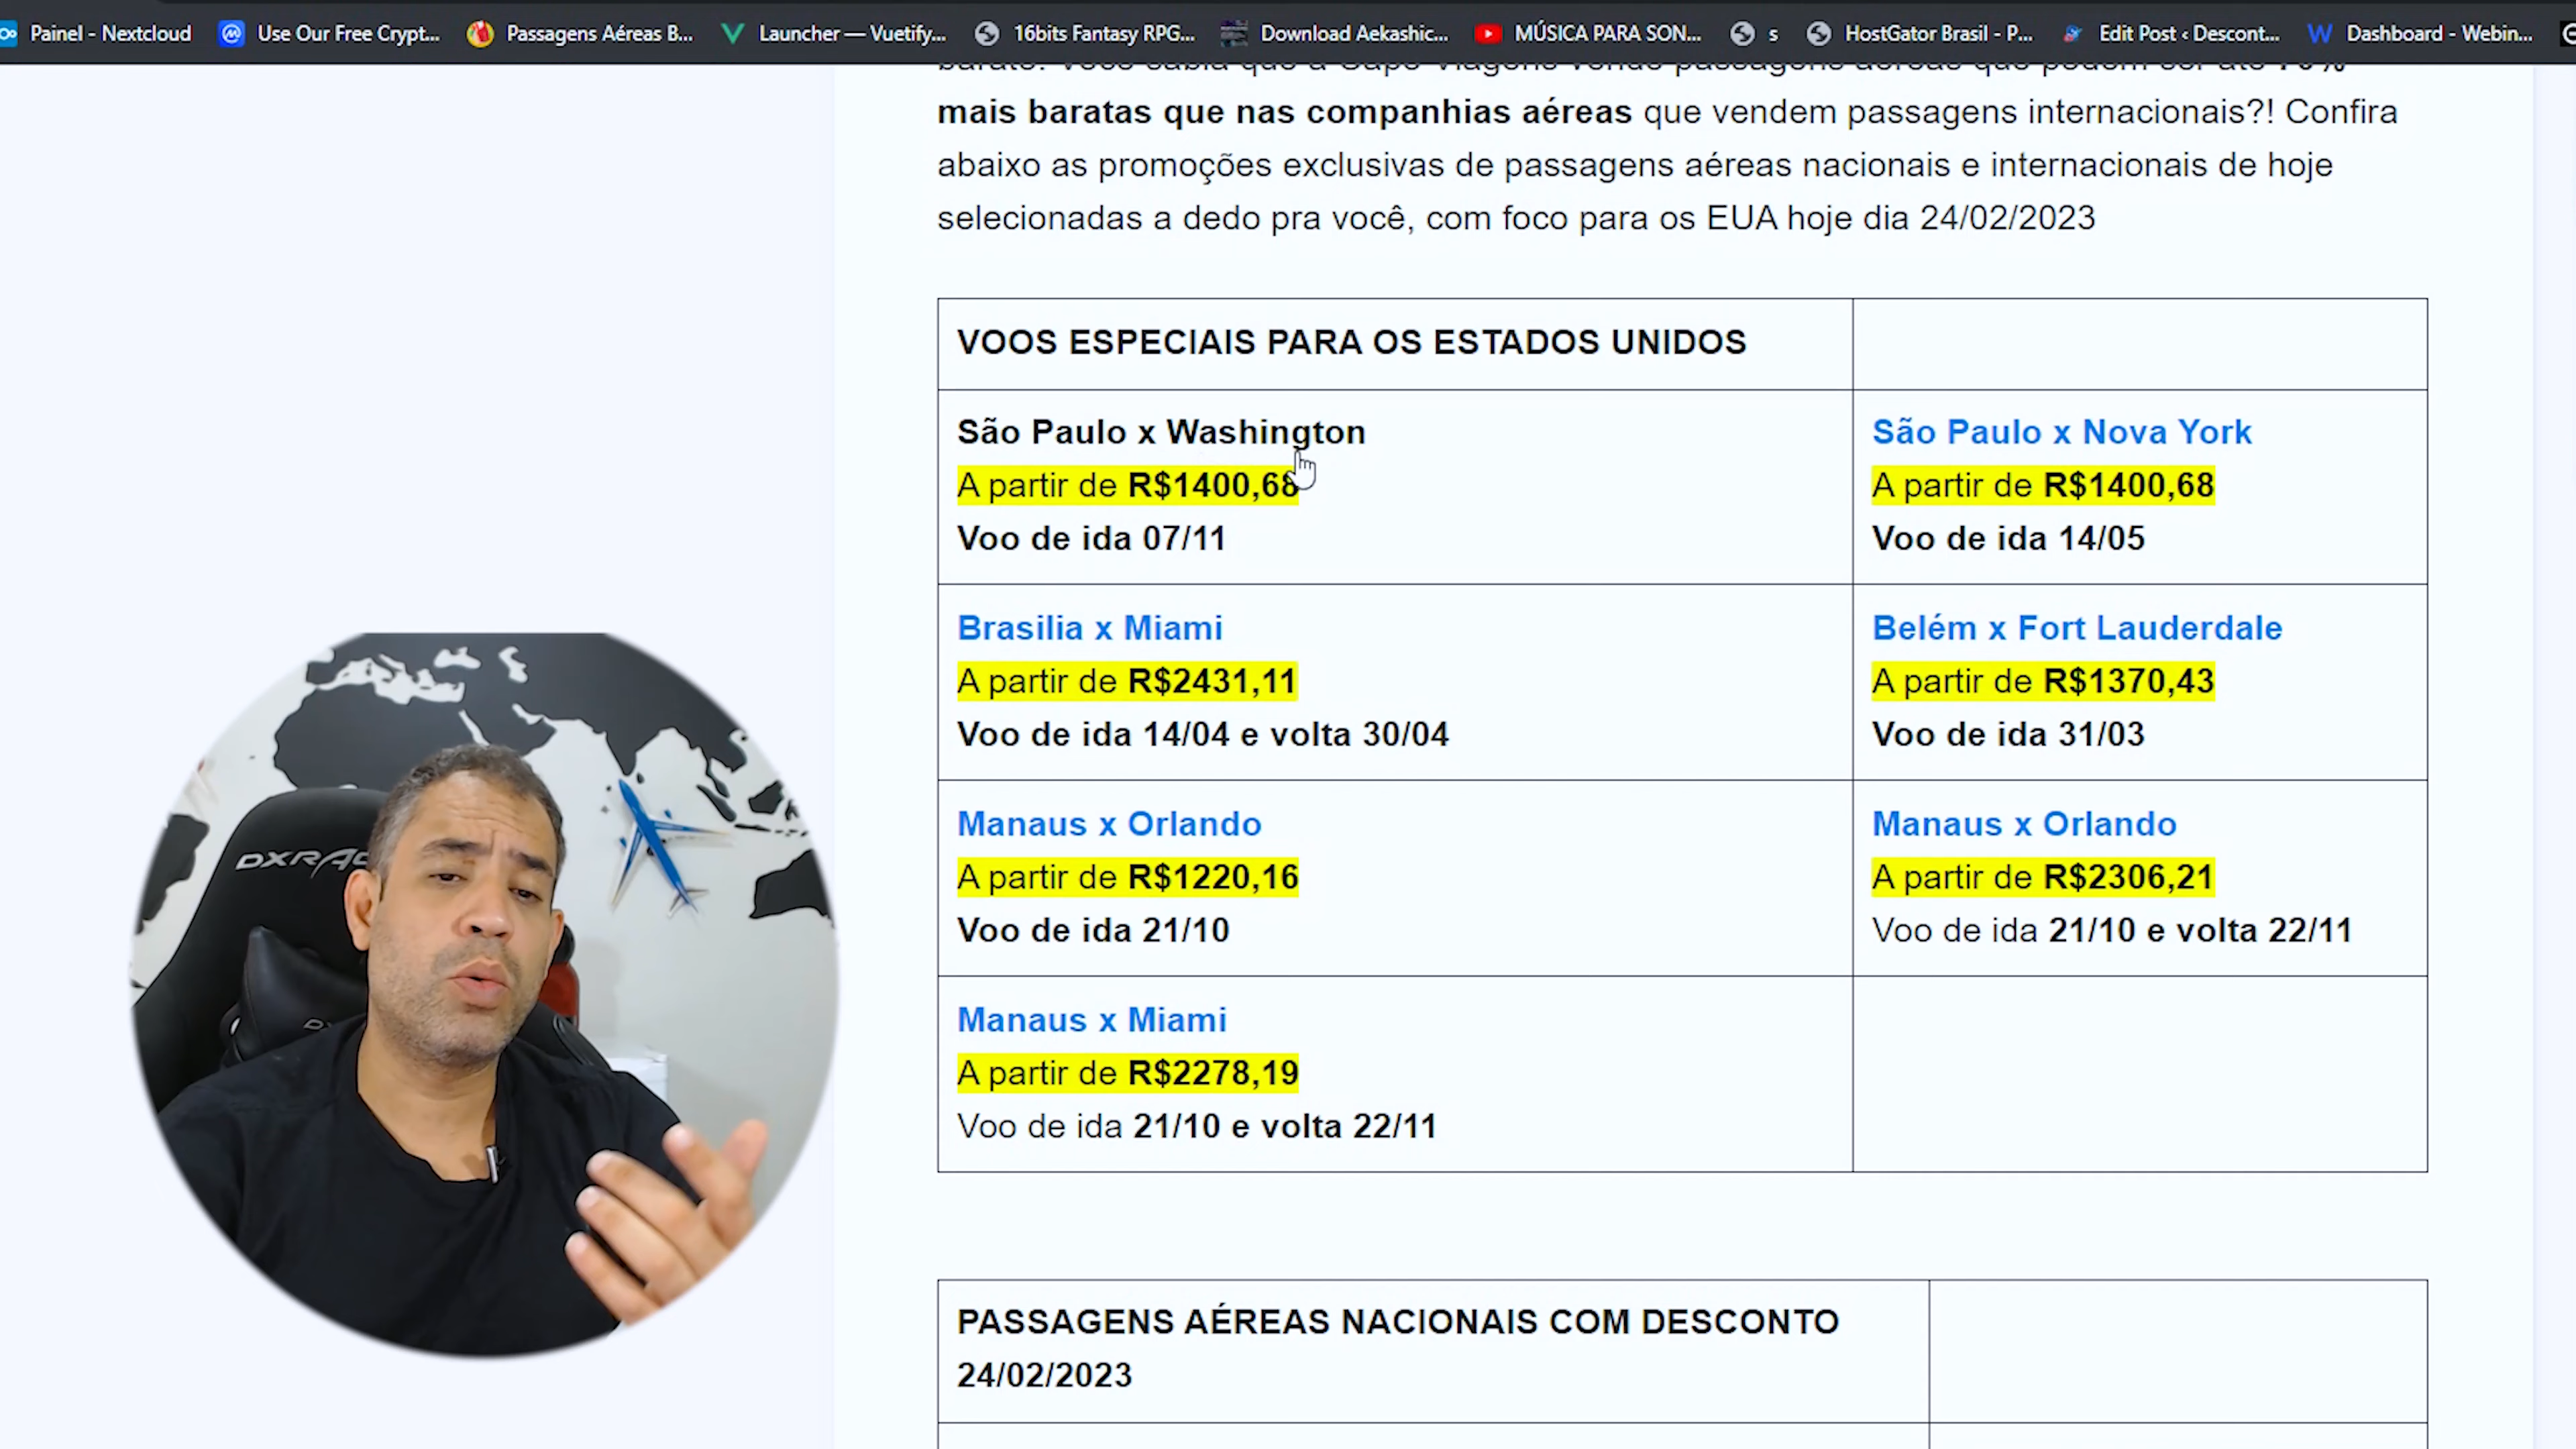 Painel - Nextcloud
Use Our Free Crypt...
Passagens Aéreas B...
Launcher — Vuetify...
16bits Fantasy RPG...
Download Aekashic...
MÚSICA PARA SON...
s
HostGator Brasil - P...
Edit Post ‹ Descont...
Dashboard - Webin...
mais baratas que nas companhias aéreas que vendem passagens internacionais?! Confira
abaixo as promoções exclusivas de passagens aéreas nacionais e internacionais de hoje
selecionadas a dedo pra você, com foco para os EUA hoje dia 24/02/2023
VOOS ESPECIAIS PARA OS ESTADOS UNIDOS
São Paulo x Washington
A partir de R$1400,68
Voo de ida 07/11
São Paulo x Nova York
A partir de R$1400,68
Voo de ida 14/05
Brasilia x Miami
A partir de R$2431,11
Voo de ida 14/04 e volta 30/04
Belém x Fort Lauderdale
A partir de R$1370,43
Voo de ida 31/03
Manaus x Orlando
A partir de R$1220,16
Voo de ida 21/10
Manaus x Orlando
A partir de R$2306,21
Voo de ida 21/10 e volta 22/11
Manaus x Miami
A partir de R$2278,19
Voo de ida 21/10 e volta 22/11
PASSAGENS AÉREAS NACIONAIS COM DESCONTO
24/02/2023